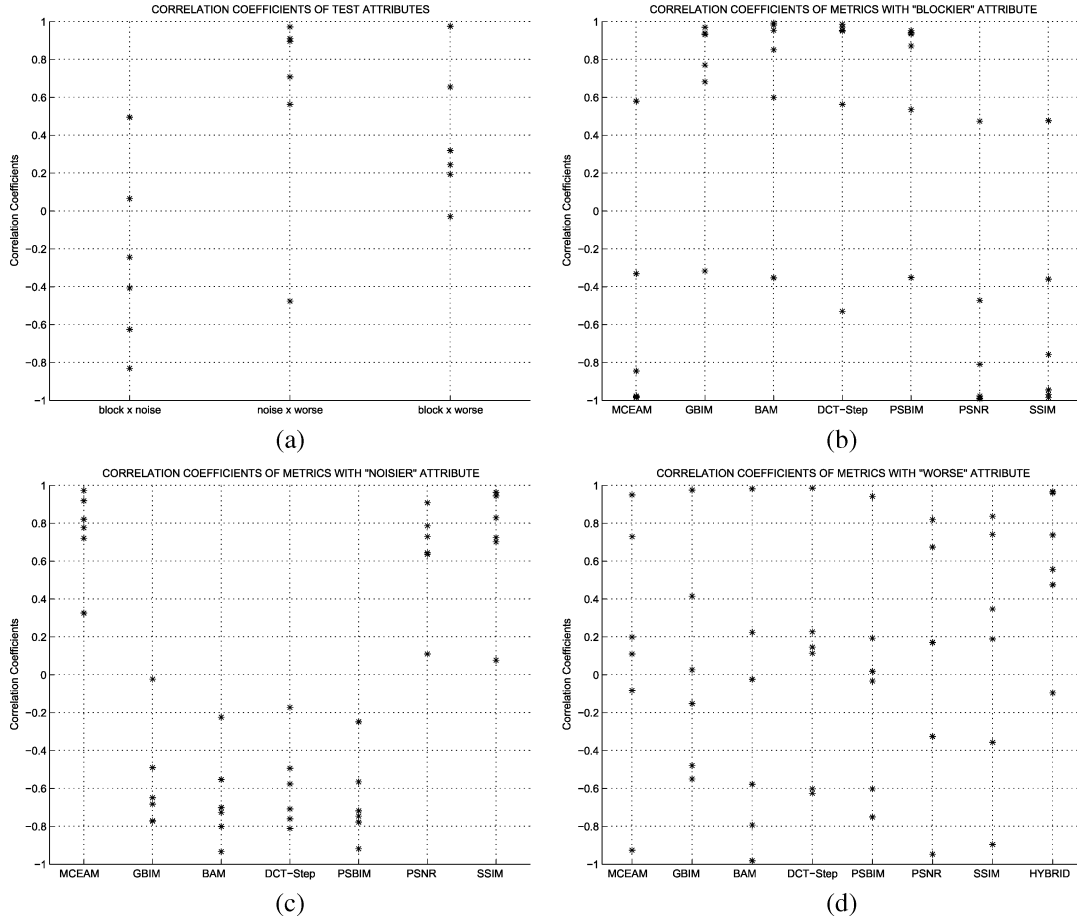 CORRELATION COEFFICIENTS OF TEST ATTRIBUTES
Correlation Coefficients
1
0.8
0.6
0.4
0.2
0
−0.2
−0.4
−0.6
−0.8
−1
block x noise noise x worse block x worse
(a)
CORRELATION COEFFICIENTS OF METRICS WITH "BLOCKIER" ATTRIBUTE
Correlation Coefficients
1
0.8
0.6
0.4
0.2
0
−0.2
−0.4
−0.6
−0.8
−1
MCEAM GBIM BAM DCT−Step PSBIM PSNR SSIM
(b)
CORRELATION COEFFICIENTS OF METRICS WITH "NOISIER" ATTRIBUTE
Correlation Coefficients
1
0.8
0.6
0.4
0.2
0
−0.2
−0.4
−0.6
−0.8
−1
MCEAM GBIM BAM DCT−Step PSBIM PSNR SSIM
(c)
CORRELATION COEFFICIENTS OF METRICS WITH "WORSE" ATTRIBUTE
Correlation Coefficients
1
0.8
0.6
0.4
0.2
0
−0.2
−0.4
−0.6
−0.8
−1
MCEAM GBIM BAM DCT−Step PSBIM PSNR SSIM HYBRID
(d)